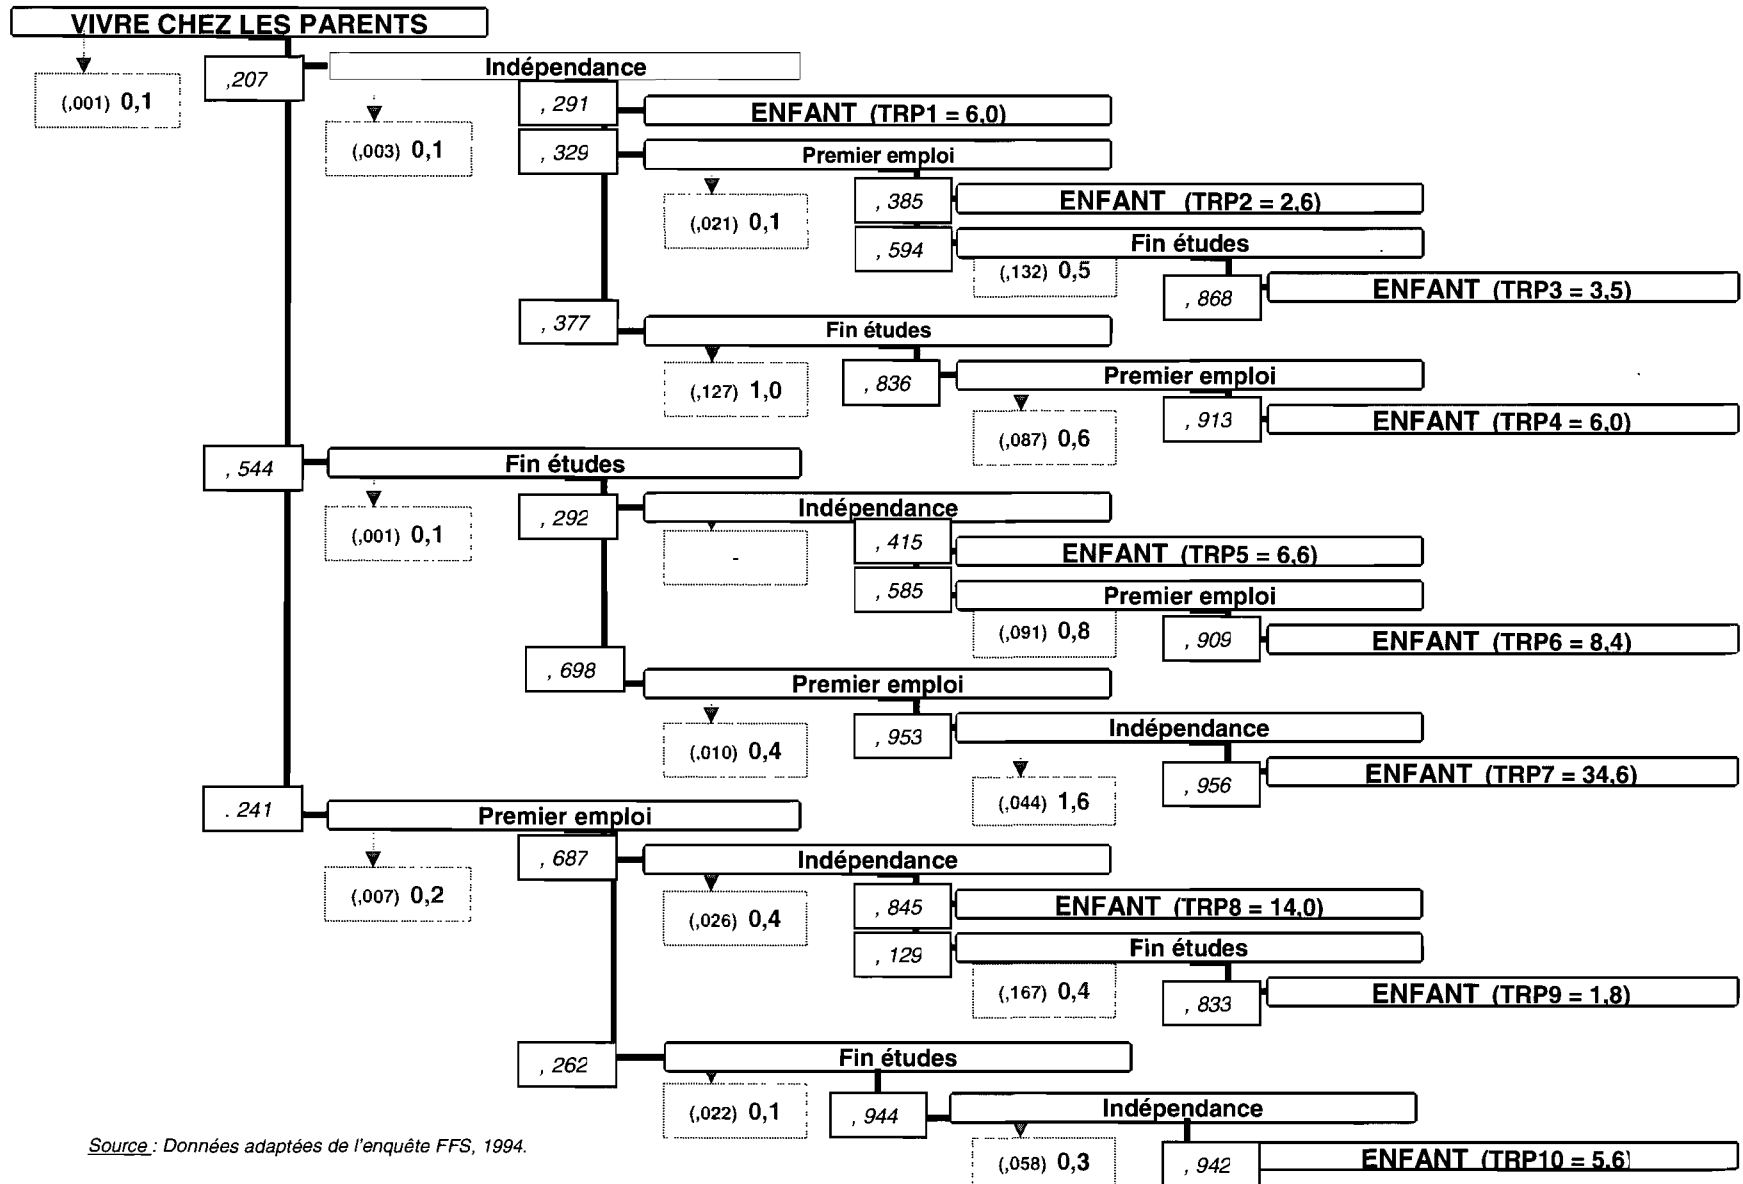 VIVRE CHEZ LES PARENTS
,207
Indépendance
(,001) 0,1
, 291
ENFANT (TRP1 = 6,0)
(,003) 0,1
, 329
Premier emploi
(,021) 0,1
, 385
ENFANT (TRP2 = 2,6)
, 594
Fin études
(,132) 0,5
, 868
ENFANT (TRP3 = 3,5)
, 377
Fin études
(,127) 1,0
, 836
Premier emploi
(,087) 0,6
, 913
ENFANT (TRP4 = 6,0)
, 544
Fin études
(,001) 0,1
, 292
Indépendance
-
, 415
ENFANT (TRP5 = 6,6)
, 585
Premier emploi
(,091) 0,8
, 909
ENFANT (TRP6 = 8,4)
, 698
Premier emploi
(,010) 0,4
, 953
Indépendance
(,044) 1,6
, 956
ENFANT (TRP7 = 34,6)
. 241
Premier emploi
(,007) 0,2
, 687
Indépendance
(,026) 0,4
, 845
ENFANT (TRP8 = 14,0)
, 129
Fin études
(,167) 0,4
, 833
ENFANT (TRP9 = 1,8)
, 262
Fin études
(,022) 0,1
, 944
Indépendance
(,058) 0,3
, 942
ENFANT (TRP10 = 5,6)
Source : Données adaptées de l'enquête FFS, 1994.